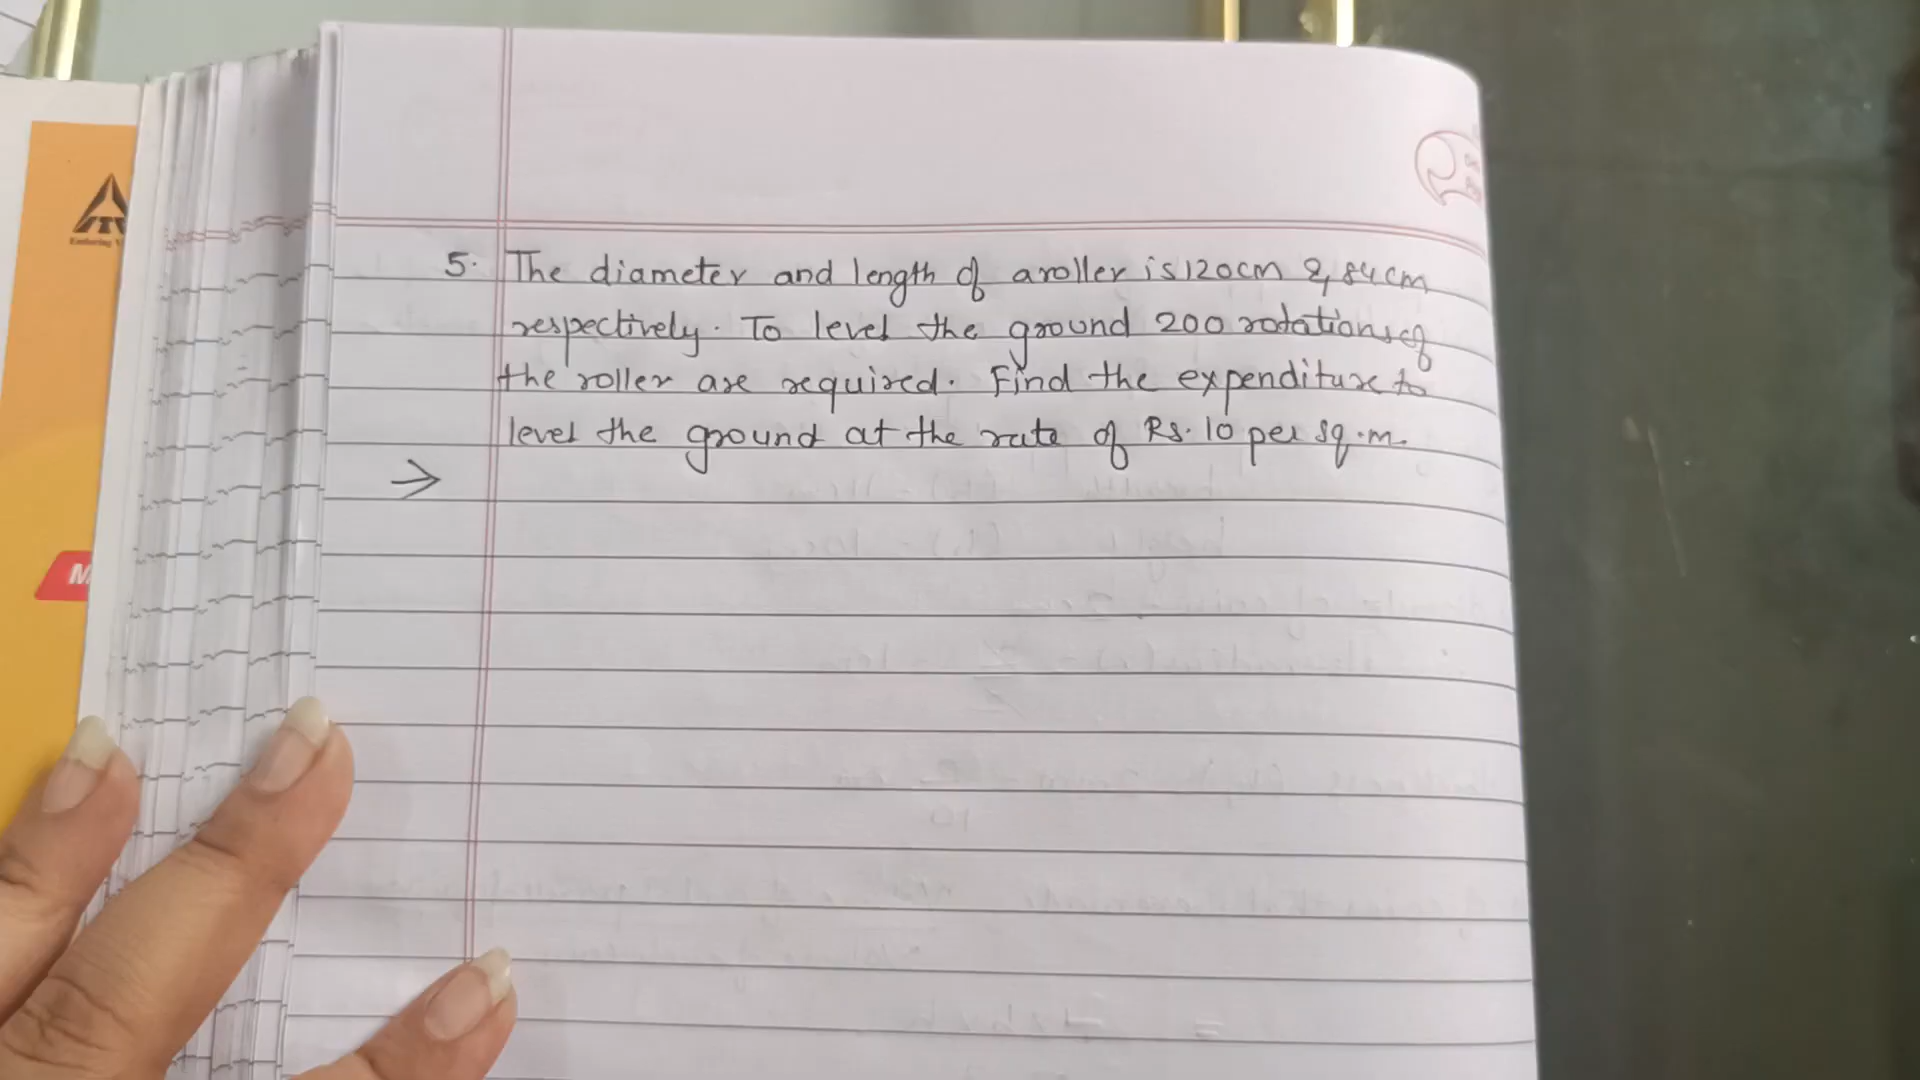 5. The diameter and length of a roller is 120cm & 84cm
respectively. To level the ground 200 rotations of
the roller are required. Find the expenditure to
level the ground at the rate of Rs. 10 per sq.m.
→